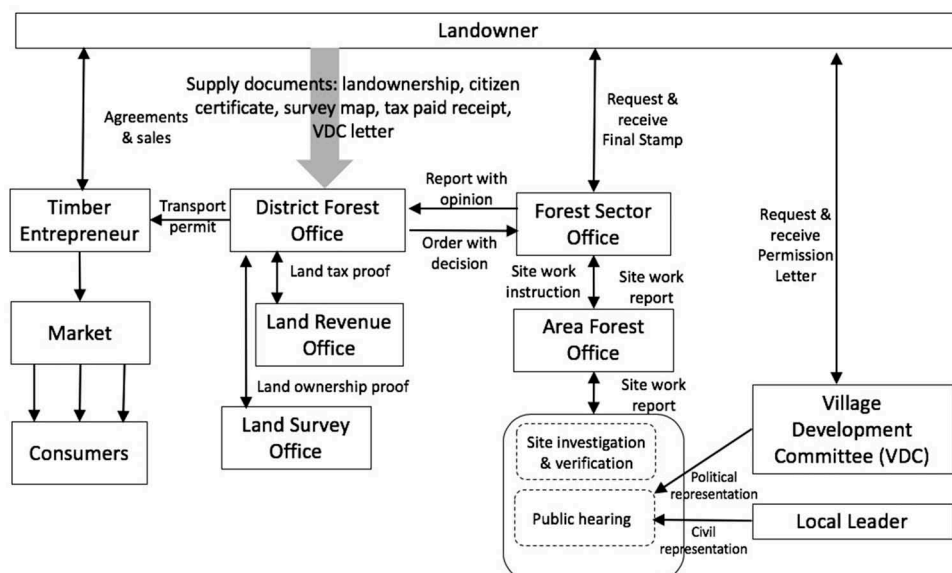 Landowner
Supply documents: landownership, citizen
certificate, survey map, tax paid receipt,
VDC letter
Agreements
& sales
Request &
receive
Final Stamp
Request &
receive
Permission
Letter
Timber
Entrepreneur
Transport
permit
District Forest
Office
Report with
opinion
Order with
decision
Forest Sector
Office
Land tax proof
Site work
instruction
Site work
report
Market
Land Revenue
Office
Area Forest
Office
Land ownership proof
Site work
report
Consumers
Land Survey
Office
Site investigation
& verification
Village
Development
Committee (VDC)
Political
representation
Public hearing
Local Leader
Civil
representation